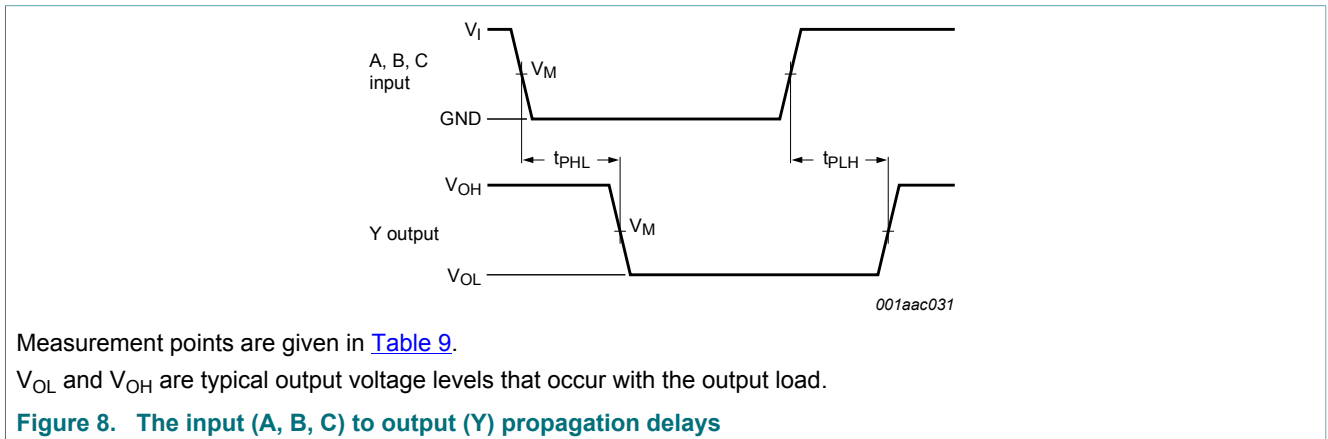 V_I
A, B, C
input
V_M
GND
t_PHL
t_PLH
V_OH
Y output
V_M
V_OL
001aac031
Measurement points are given in Table 9.
V_OL and V_OH are typical output voltage levels that occur with the output load.
Figure 8. The input (A, B, C) to output (Y) propagation delays